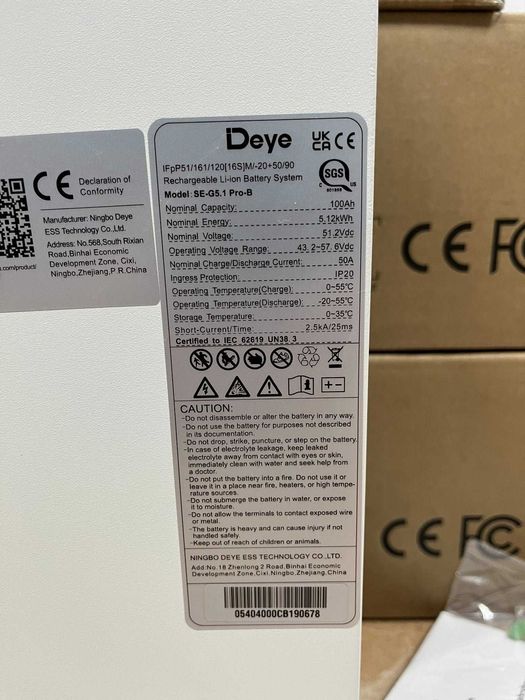 CE Declaration of
Conformity
Manufacturer: Ningbo Deye
ESS Technology Co.,Ltd.
Address: No.568,South Rixian
Road,Binhai Economic
Development Zone, Cixi,
Ningbo,Zhejiang,P.R.China
.com/product/
Deye
UK
CA
CE
IFpP51/161/120[16S]M/-20+50/90
Rechargeable Li-ion Battery System
Model: SE-G5.1 Pro-B
SGS
C US
Nominal Capacity: 100Ah
Nominal Energy: 5.12kWh
Nominal Voltage: 51.2Vdc
Operating Voltage Range: 43.2~57.6Vdc
Nominal Charge/Discharge Current: 50A
Ingress Protection: IP20
Operating Temperature(Charge): 0~55℃
Operating Temperature(Discharge): -20~55℃
Storage Temperature: 0~35℃
Short-Current/Time: 2.5kA/25ms
Certified to IEC 62619 UN38.3
CAUTION:
-Do not disassemble or alter the battery in any way.
-Do not use the battery for purposes not described
in its documentation.
-Do not drop, strike, puncture, or step on the battery.
-In case of electrolyte leakage, keep leaked
electrolyte away from contact with eyes or skin,
immediately clean with water and seek help from a
doctor.
-Do not put the battery into a fire. Do not use it or
leave it in a place near fire, heaters, or high tempe-
rature sources.
-Do not submerge the battery in water, or expose
it to moisture.
-Do not allow the terminals to contact exposed wire
or metal.
-The battery is heavy and can cause injury if not
handled safely.
-Keep out of reach of children or animals.
NINGBO DEYE ESS TECHNOLOGY CO.,LTD.
Add:No.18 Zhenlong 2 Road,Binhai Economic
Development Zone,Cixi,Ningbo,Zhejiang,China
05404000CB190678
CE FC
CE FC